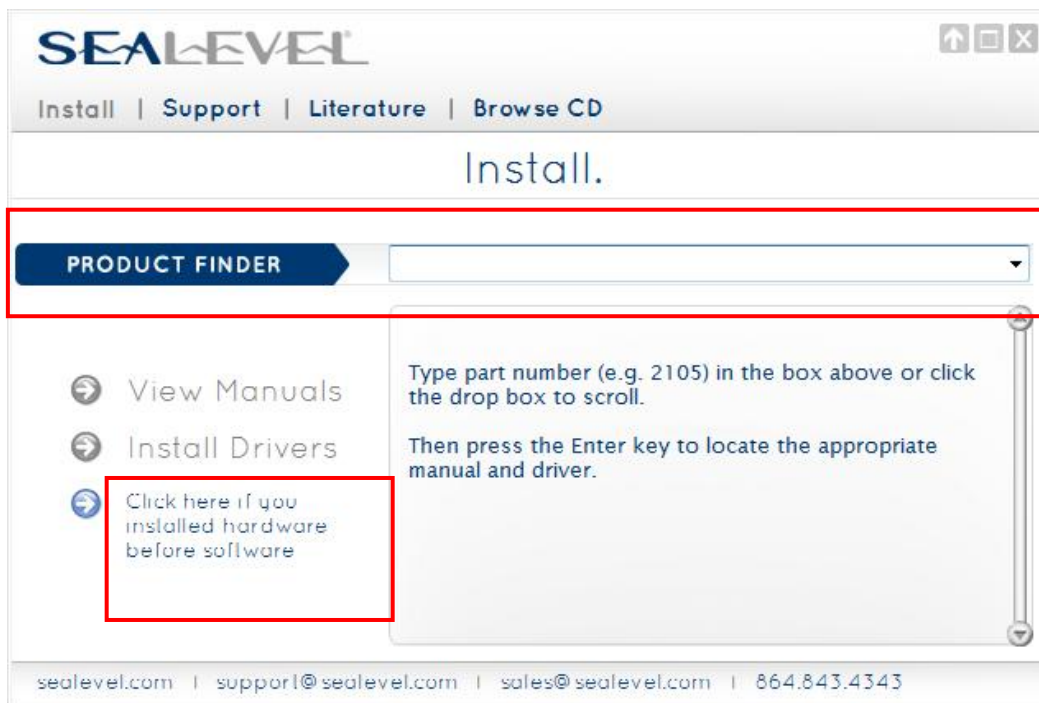 SEALEVEL
Install | Support | Literature | Browse CD
Install.
PRODUCT FINDER
Type part number (e.g. 2105) in the box above or click
the drop box to scroll.
Then press the Enter key to locate the appropriate
manual and driver.
View Manuals
Install Drivers
Click here if you
installed hardware
before software
sealevel.com | support@sealevel.com | sales@sealevel.com | 864.843.4343